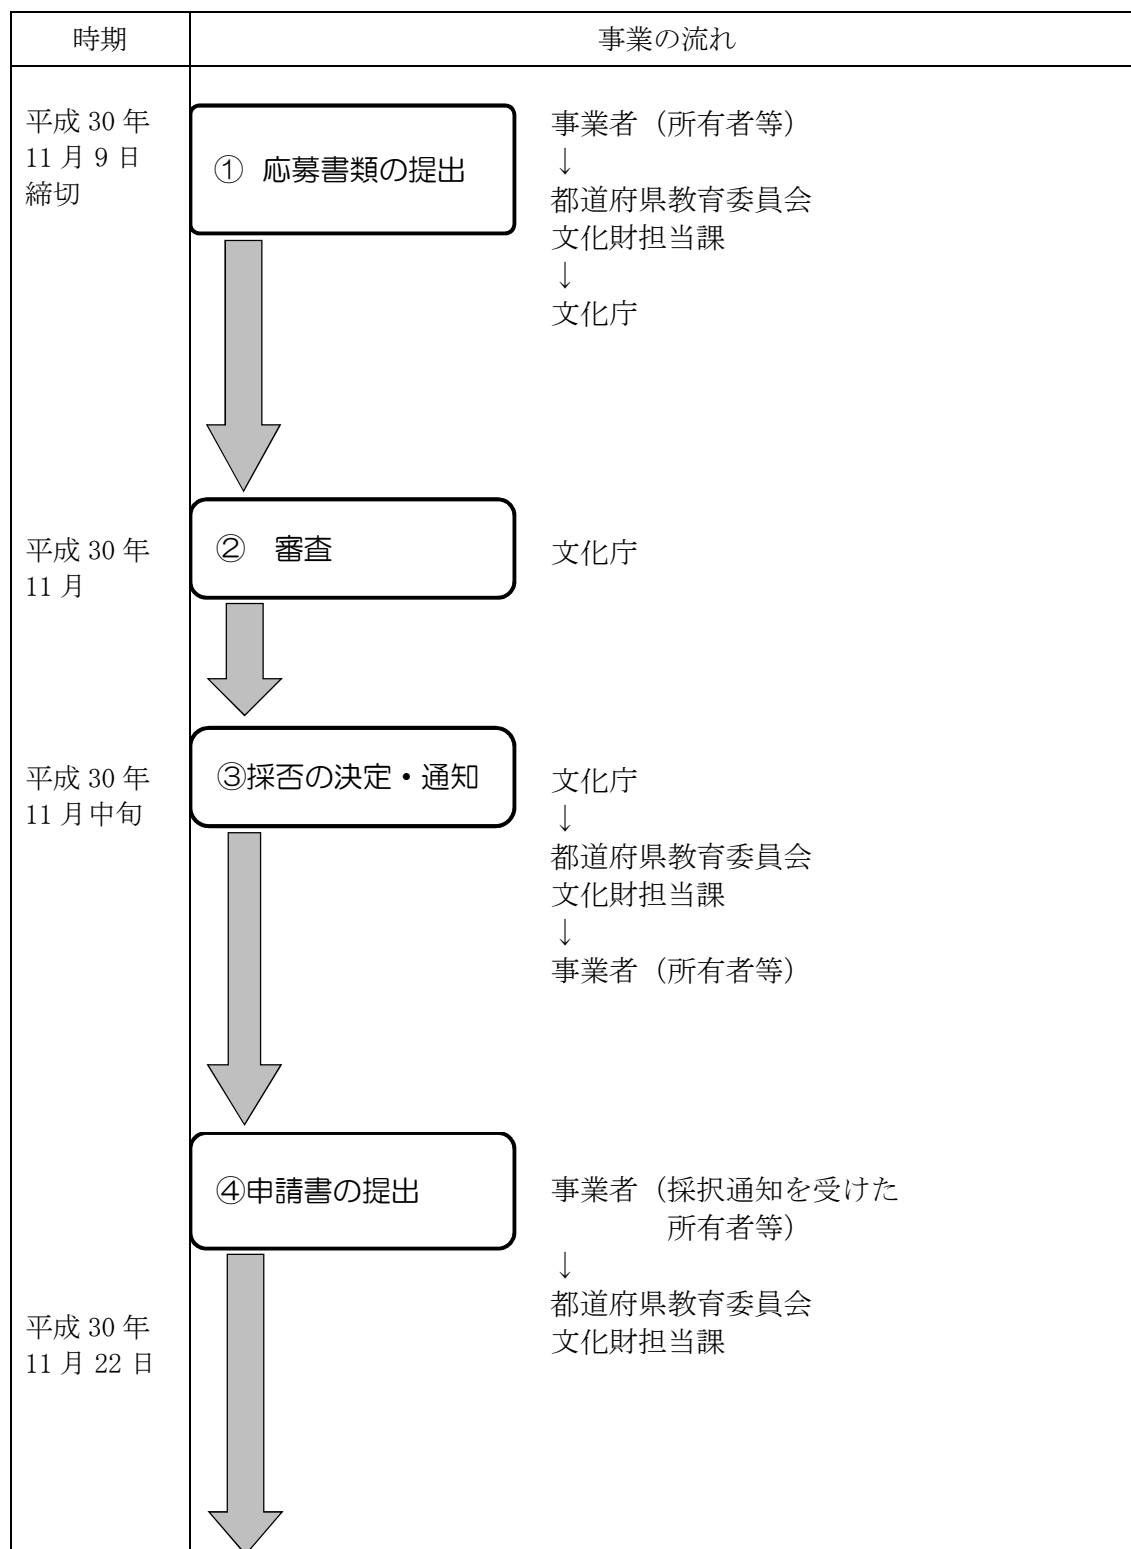 時期
事業の流れ
平成 30 年
11 月 9 日
締切
① 応募書類の提出
事業者（所有者等）
↓
都道府県教育委員会
文化財担当課
↓
文化庁
平成 30 年
11 月
② 審査
文化庁
平成 30 年
11 月中旬
③採否の決定・通知
文化庁
↓
都道府県教育委員会
文化財担当課
↓
事業者（所有者等）
④申請書の提出
事業者（採択通知を受けた
所有者等）
↓
都道府県教育委員会
文化財担当課
平成 30 年
11 月 22 日